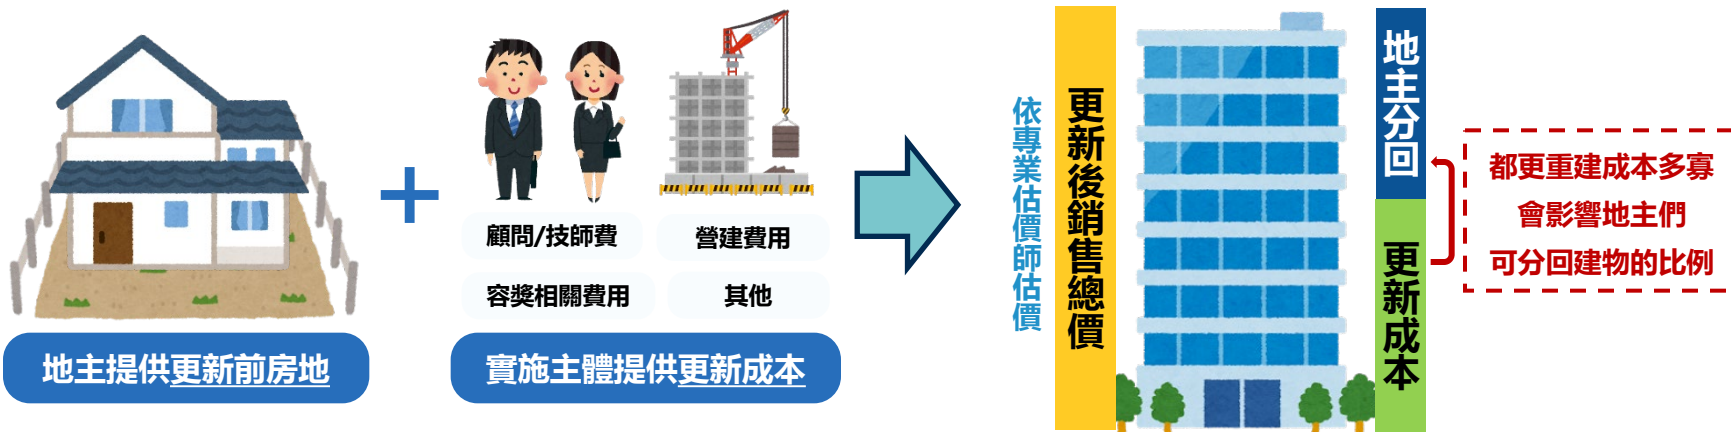 顧問/技師費
營建費用
容獎相關費用
其他
地主提供更新前房地
實施主體提供更新成本
依專業估價師估價
更新後銷售總價
地主分回
更新成本
都更重建成本多寡
會影響地主們
可分回建物的比例